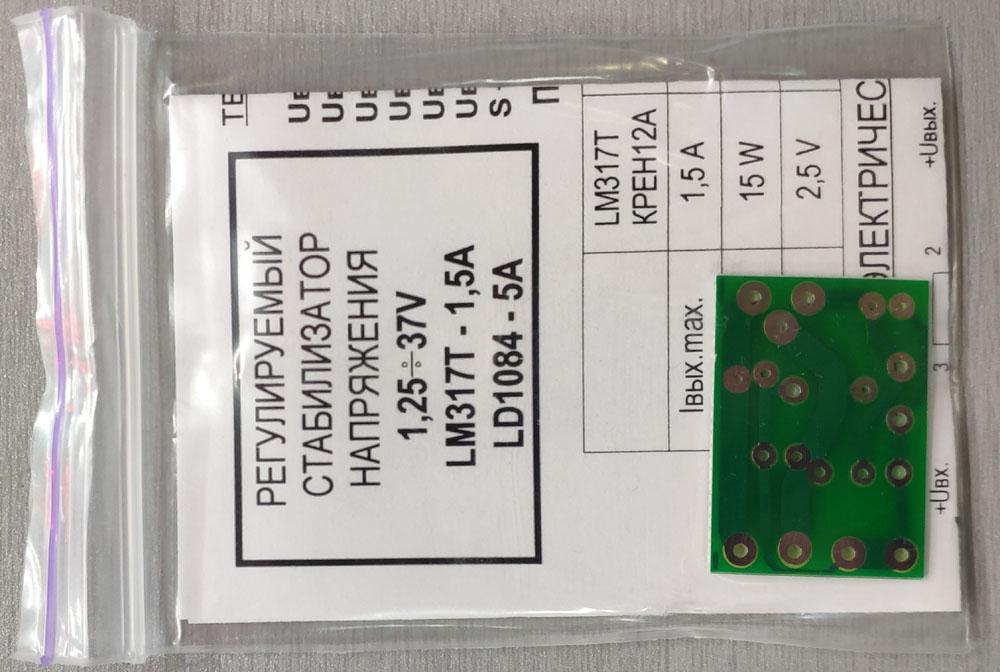 РЕГУЛИРУЕМЫЙ
СТАБИЛИЗАТОР
НАПРЯЖЕНИЯ
1,25÷37V
LM317T - 1,5A
LD1084 - 5A
LM317T
КРЕН12А
Iвых.max.
1,5 A
15 W
2,5 V
+Uвх.
3
2
+Uвых.